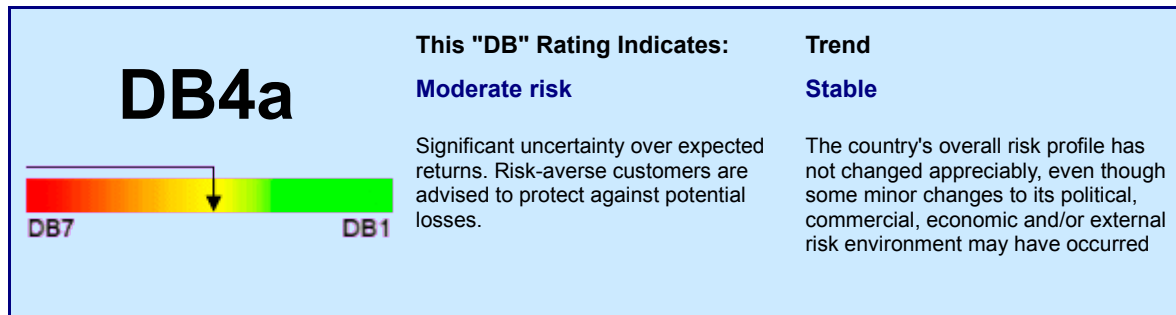 DB4a
DB7
DB1
This "DB" Rating Indicates:
Moderate risk
Significant uncertainty over expected
returns. Risk-averse customers are
advised to protect against potential
losses.
Trend
Stable
The country's overall risk profile has
not changed appreciably, even though
some minor changes to its political,
commercial, economic and/or external
risk environment may have occurred